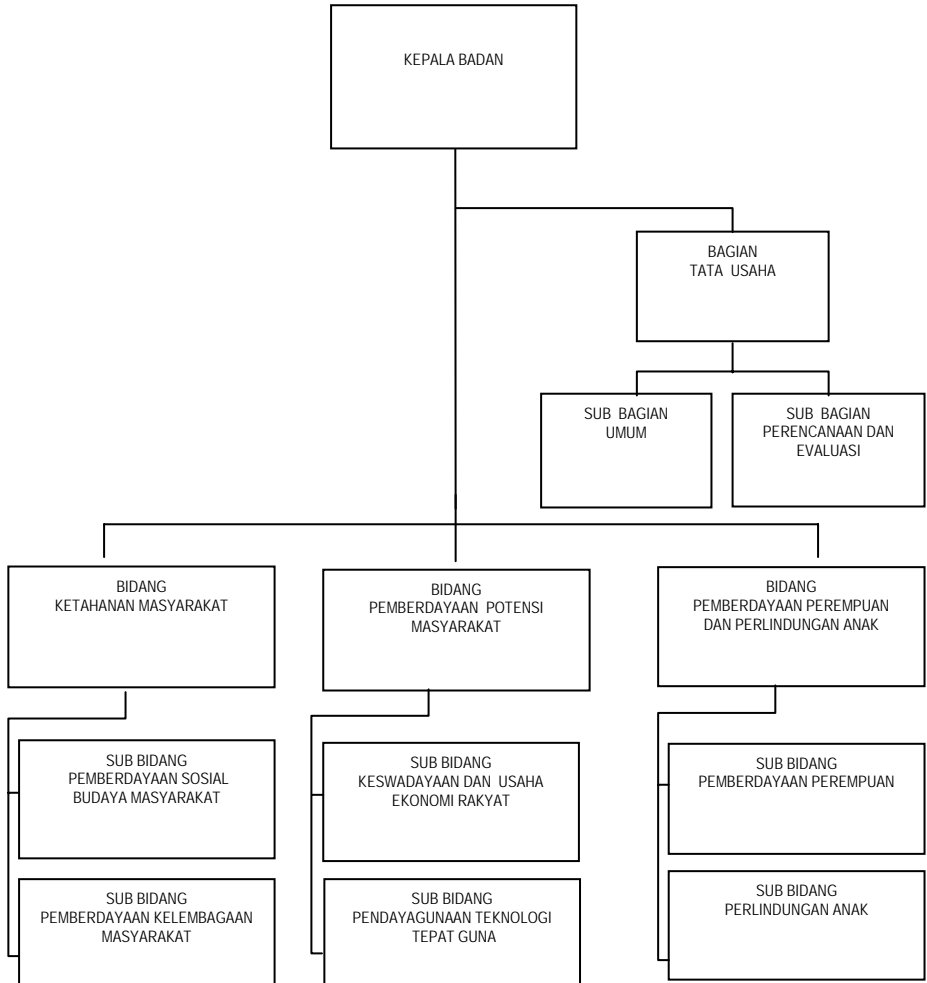 KEPALA BADAN
BAGIAN
TATA USAHA
SUB BAGIAN
UMUM
SUB BAGIAN
PERENCANAAN DAN
EVALUASI
BIDANG
KETAHANAN MASYARAKAT
BIDANG
PEMBERDAYAAN POTENSI
MASYARAKAT
BIDANG
PEMBERDAYAAN PEREMPUAN
DAN PERLINDUNGAN ANAK
SUB BIDANG
PEMBERDAYAAN SOSIAL
BUDAYA MASYARAKAT
SUB BIDANG
KESWADAYAAN DAN USAHA
EKONOMI RAKYAT
SUB BIDANG
PEMBERDAYAAN PEREMPUAN
SUB BIDANG
PEMBERDAYAAN KELEMBAGAAN
MASYARAKAT
SUB BIDANG
PENDAYAGUNAAN TEKNOLOGI
TEPAT GUNA
SUB BIDANG
PERLINDUNGAN ANAK